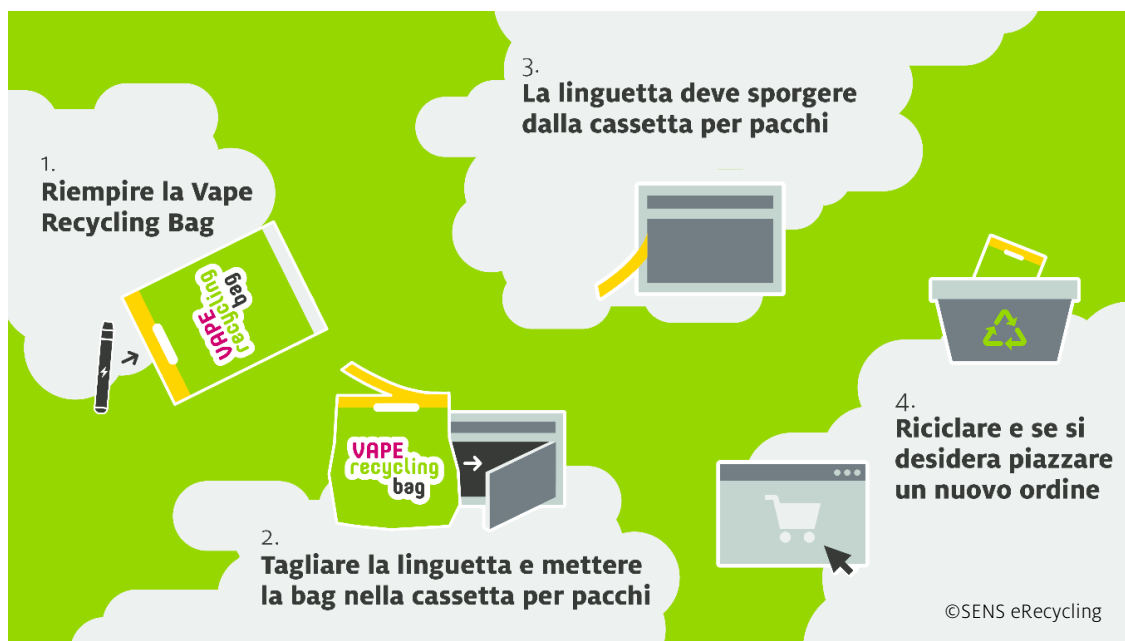 1.
Riempire la Vape
Recycling Bag
VAPE
recycling
bag
2.
Tagliare la linguetta e mettere
la bag nella cassetta per pacchi
VAPE
recycling
bag
3.
La linguetta deve sporgere
dalla cassetta per pacchi
4.
Riciclare e se si
desidera piazzare
un nuovo ordine
©SENS eRecycling